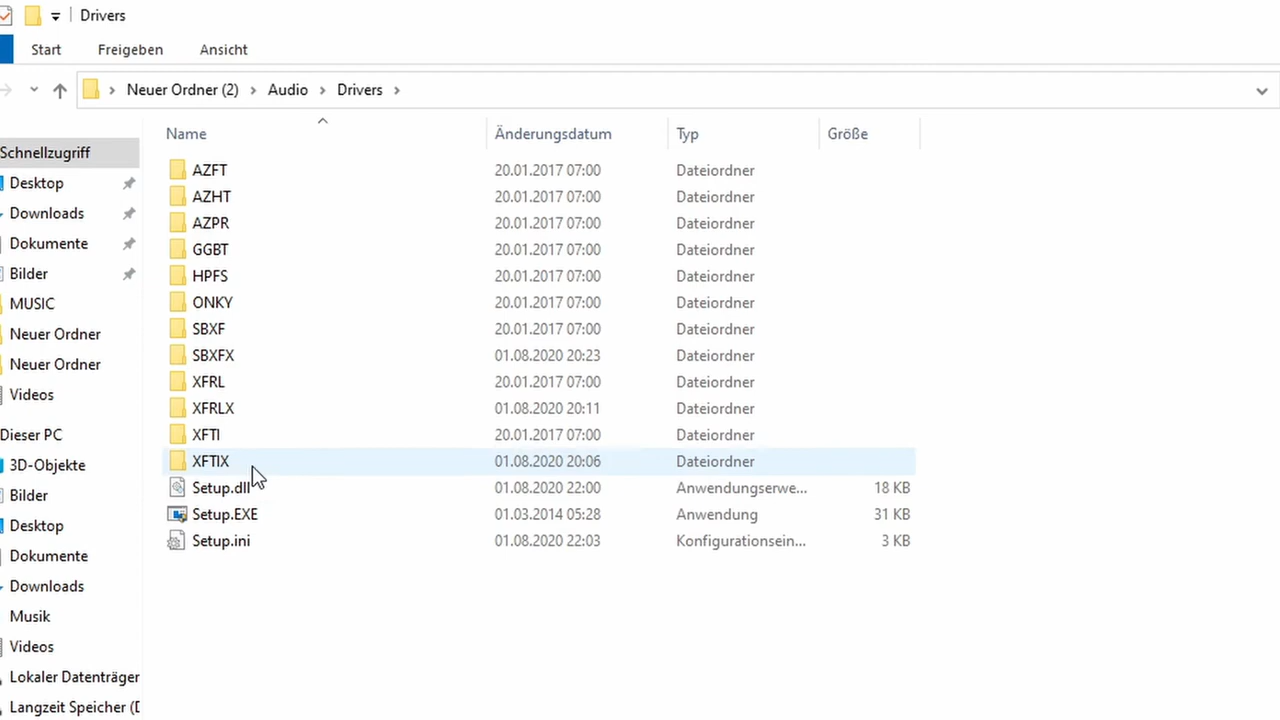 Drivers
Start Freigeben Ansicht
Neuer Ordner (2) Audio Drivers
Name Änderungsdatum Typ Größe
Schnellzugriff
Desktop
Downloads
Dokumente
Bilder
MUSIC
Neuer Ordner
Neuer Ordner
Videos
Dieser PC
3D-Objekte
Bilder
Desktop
Dokumente
Downloads
Musik
Videos
Lokaler Datenträger
Langzeit Speicher (D
AZFT 20.01.2017 07:00 Dateiordner
AZHT 20.01.2017 07:00 Dateiordner
AZPR 20.01.2017 07:00 Dateiordner
GGBT 20.01.2017 07:00 Dateiordner
HPFS 20.01.2017 07:00 Dateiordner
ONKY 20.01.2017 07:00 Dateiordner
SBXF 20.01.2017 07:00 Dateiordner
SBXFX 01.08.2020 20:23 Dateiordner
XFRL 20.01.2017 07:00 Dateiordner
XFRLX 01.08.2020 20:11 Dateiordner
XFTI 20.01.2017 07:00 Dateiordner
XFTIX 01.08.2020 20:06 Dateiordner
Setup.dll 01.08.2020 22:00 Anwendungserwe... 18 KB
Setup.EXE 01.03.2014 05:28 Anwendung 31 KB
Setup.ini 01.08.2020 22:03 Konfigurationsein... 3 KB